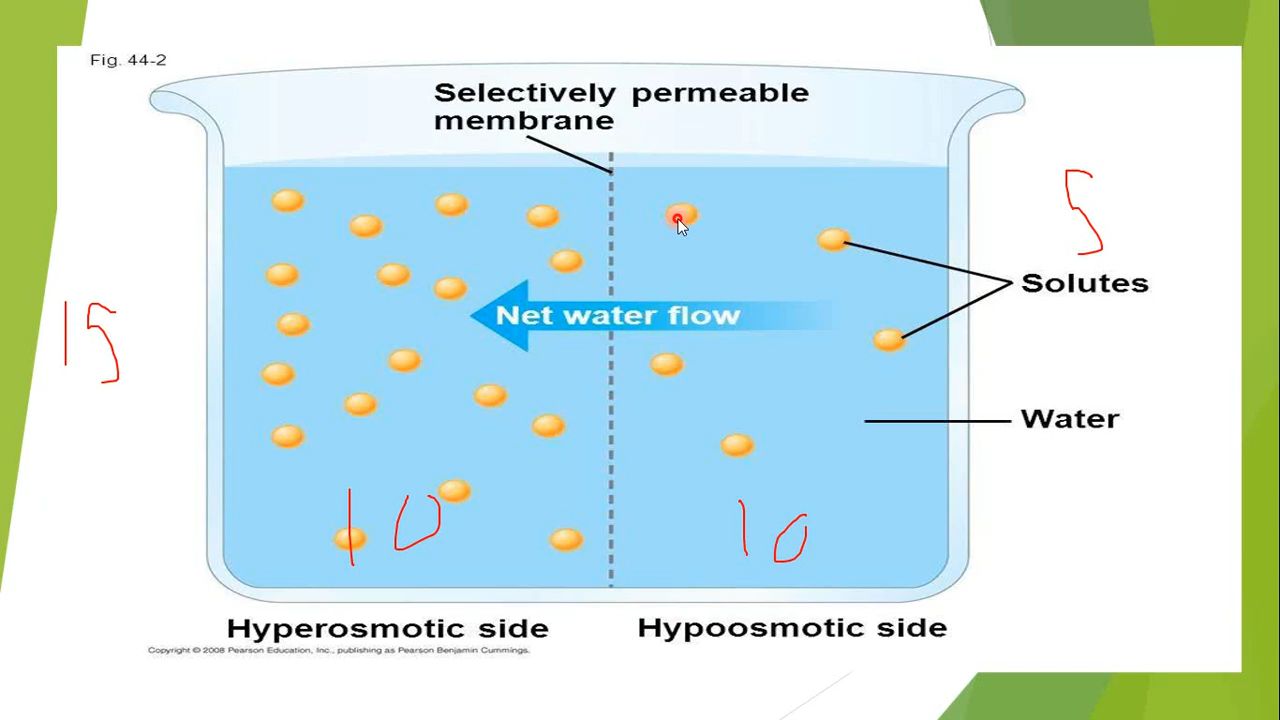 Fig. 44-2
Selectively permeable
membrane
5
Solutes
Net water flow
15
Water
10
10
Hyperosmotic side
Hypoosmotic side
Copyright © 2008 Pearson Education, Inc., publishing as Pearson Benjamin Cummings.